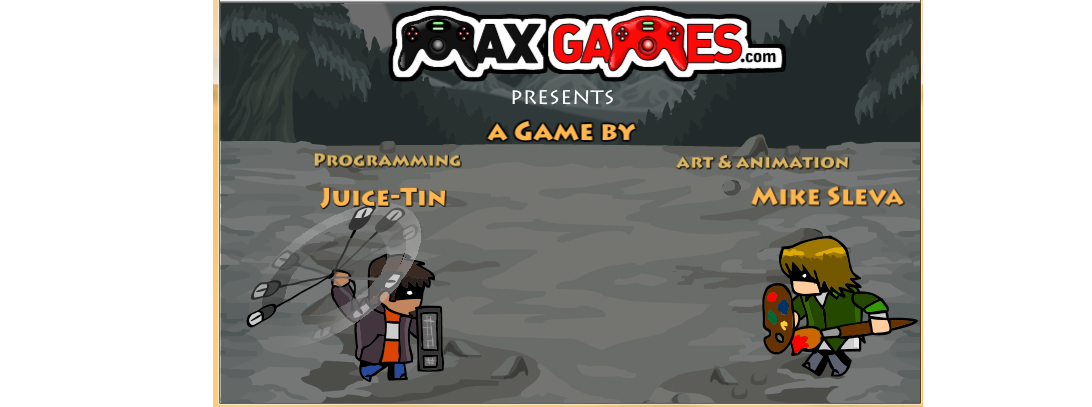 MAX GAMES.com
PRESENTS
A GAME BY
PROGRAMMING
JUICE-TIN
ART & ANIMATION
MIKE SLEVA